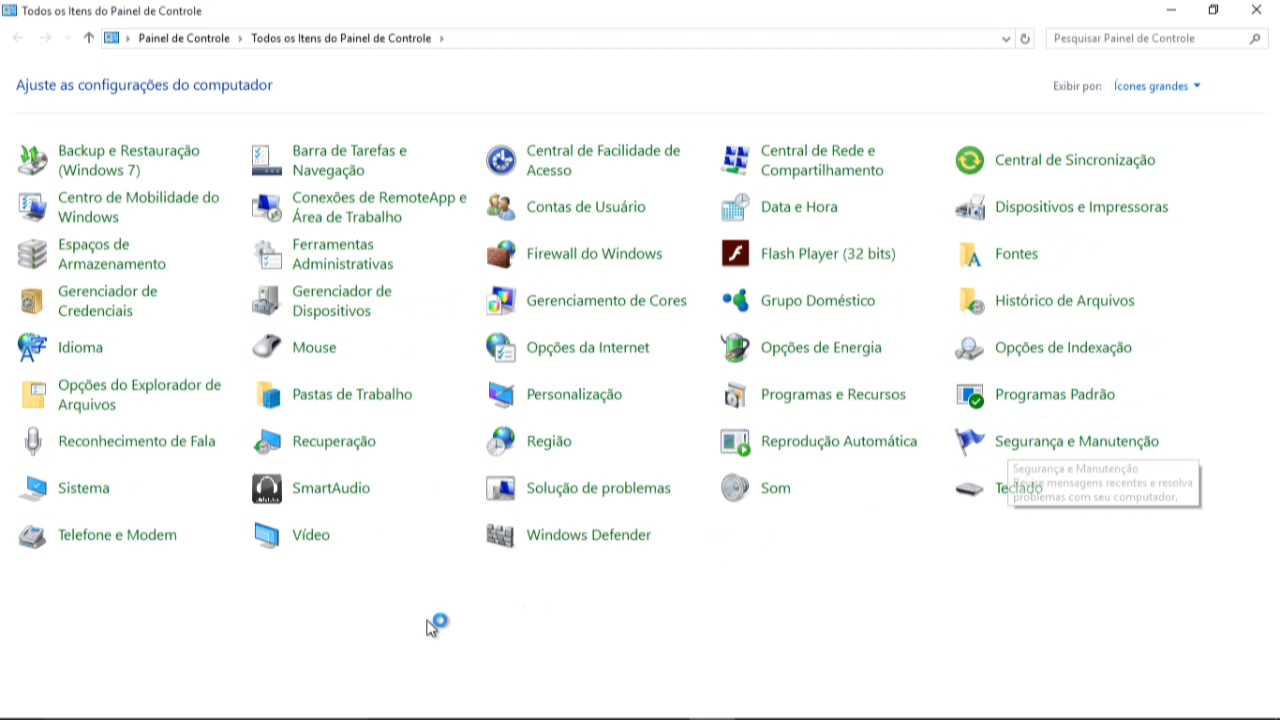 Todos os Itens do Painel de Controle
Painel de Controle > Todos os Itens do Painel de Controle >
Pesquisar Painel de Controle
Ajuste as configurações do computador
Exibir por: Ícones grandes
Backup e Restauração
(Windows 7)
Barra de Tarefas e
Navegação
Central de Facilidade de
Acesso
Central de Rede e
Compartilhamento
Central de Sincronização
Centro de Mobilidade do
Windows
Conexões de RemoteApp e
Área de Trabalho
Contas de Usuário
Data e Hora
Dispositivos e Impressoras
Espaços de
Armazenamento
Ferramentas
Administrativas
Firewall do Windows
Flash Player (32 bits)
Fontes
Gerenciador de
Credenciais
Gerenciador de
Dispositivos
Gerenciamento de Cores
Grupo Doméstico
Histórico de Arquivos
Idioma
Mouse
Opções da Internet
Opções de Energia
Opções de Indexação
Opções do Explorador de
Arquivos
Pastas de Trabalho
Personalização
Programas e Recursos
Programas Padrão
Reconhecimento de Fala
Recuperação
Região
Reprodução Automática
Segurança e Manutenção
Segurança e Manutenção
Revise mensagens recentes e resolva
problemas com seu computador.
Sistema
SmartAudio
Solução de problemas
Som
Teclado
Telefone e Modem
Vídeo
Windows Defender